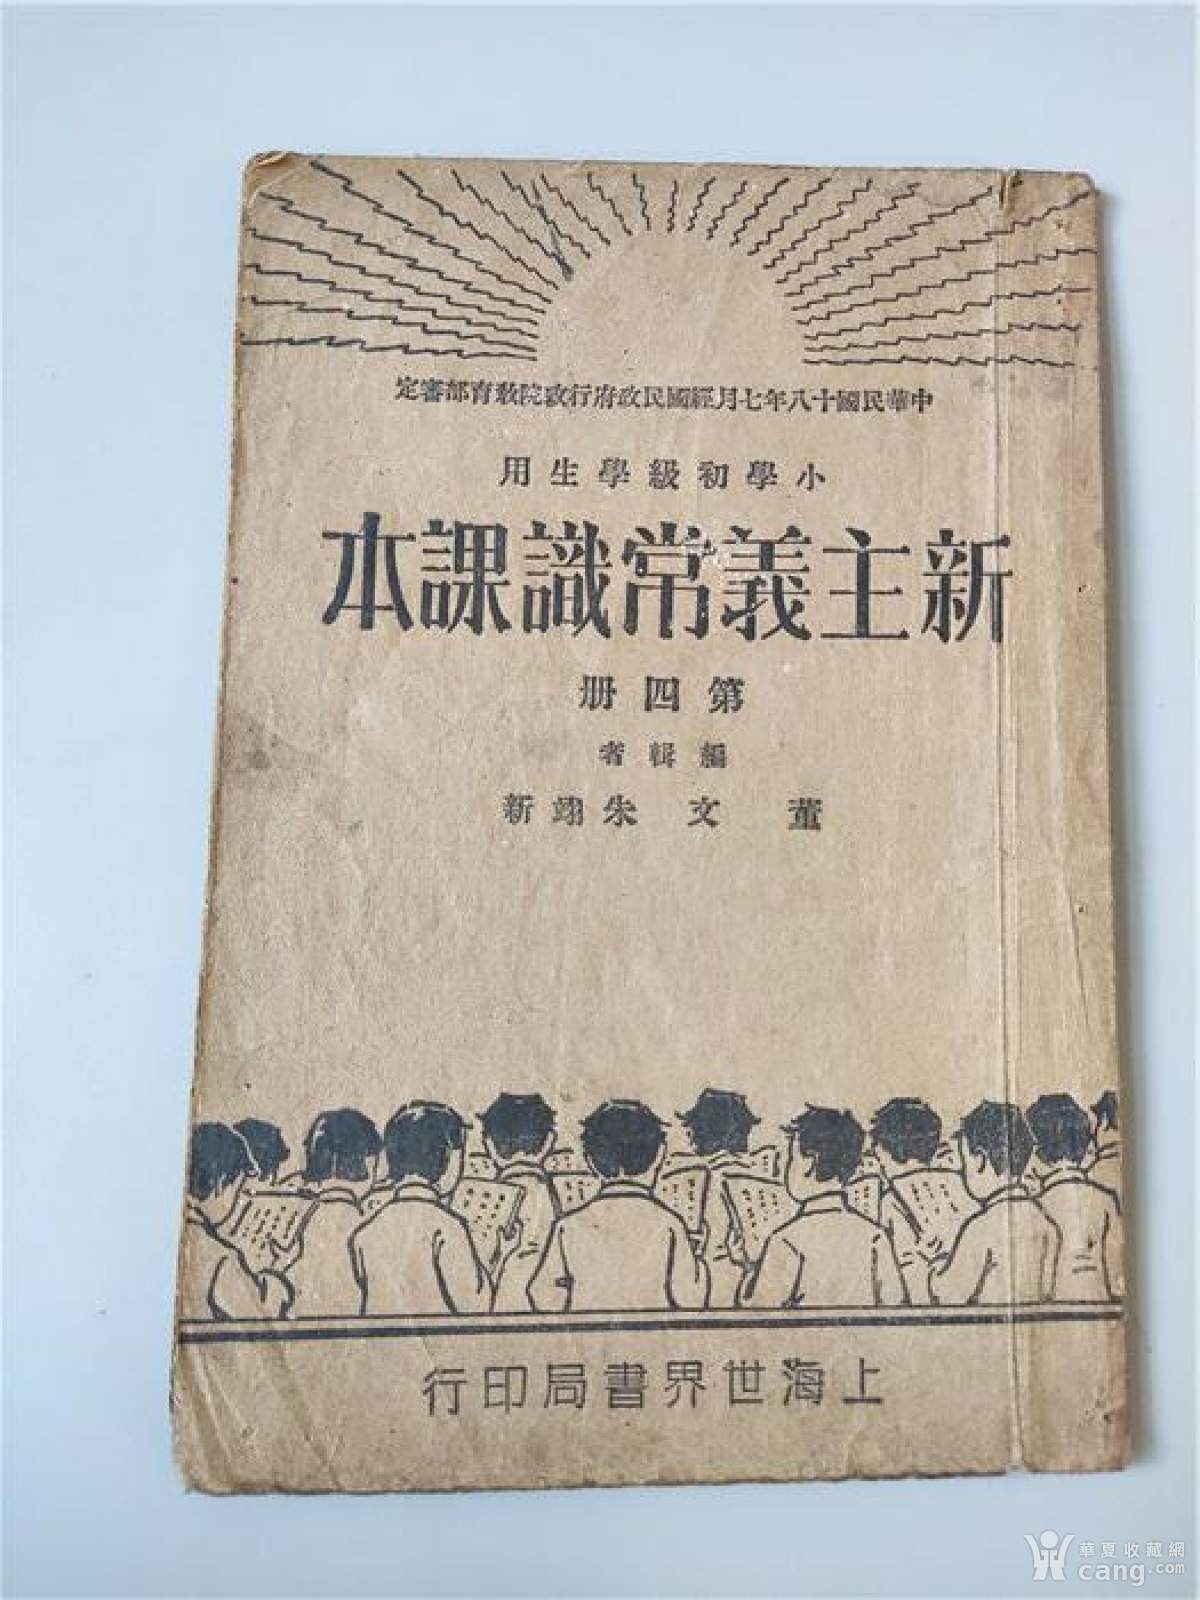 中華民國十八年七月經國民政府行政院敎育部審定
小學初級學生用
新主義常識課本
第四册
編輯者
董文 朱翊新
上海世界書局印行
華夏收藏網
cang.com